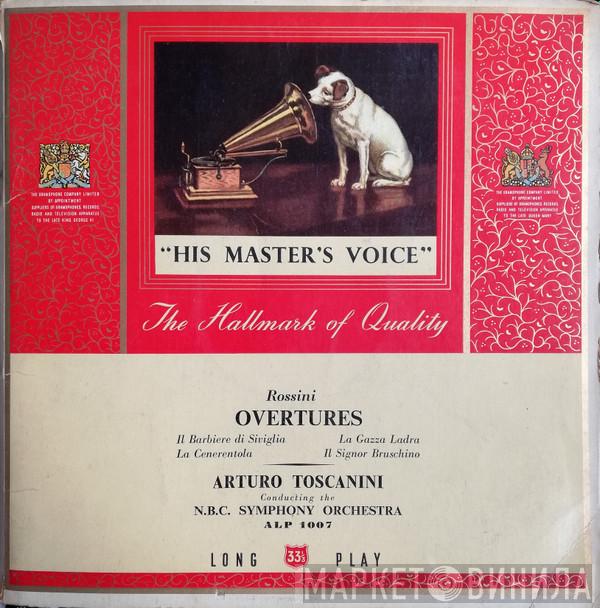 "HIS MASTER'S VOICE"
THE GRAMOPHONE COMPANY LIMITED
BY APPOINTMENT
SUPPLIERS OF GRAMOPHONES, RECORDS,
RADIO AND TELEVISION APPARATUS
TO THE LATE KING GEORGE VI
THE GRAMOPHONE COMPANY LIMITED
BY APPOINTMENT
SUPPLIERS OF GRAMOPHONES, RECORDS
RADIO AND TELEVISION APPARATUS
TO THE LATE QUEEN MARY
The Hallmark of Quality
Rossini
OVERTURES
Il Barbiere di Siviglia La Gazza Ladra
La Cenerentola Il Signor Bruschino
ARTURO TOSCANINI
Conducting the
N.B.C. SYMPHONY ORCHESTRA
ALP 1007
LONG 33⅓ PLAY
МАРКЕТ ВИНИЛА